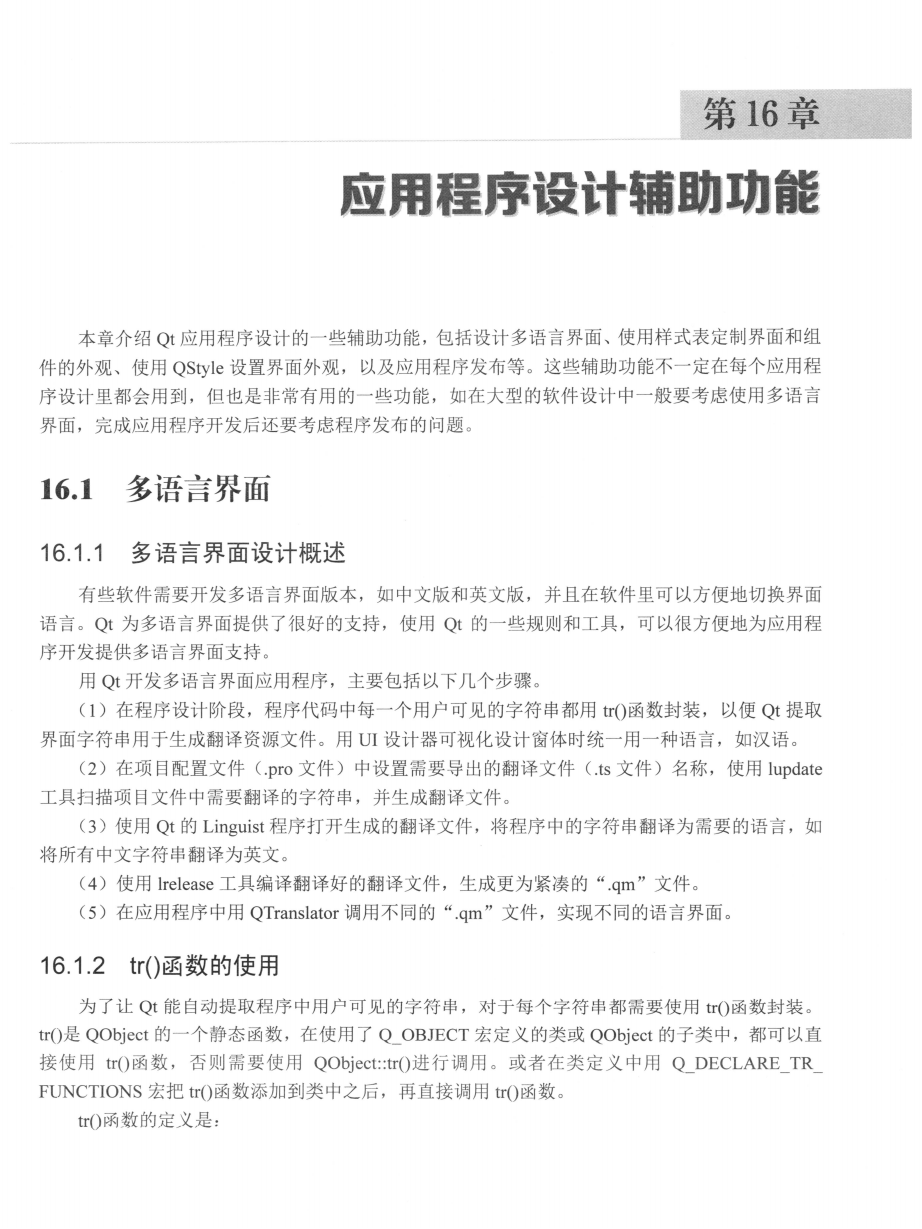 第 16 章
应用程序设计辅助功能
本章介绍 Qt 应用程序设计的一些辅助功能，包括设计多语言界面、使用样式表定制界面和组
件的外观、使用 QStyle 设置界面外观，以及应用程序发布等。这些辅助功能不一定在每个应用程
序设计里都会用到，但也是非常有用的一些功能，如在大型的软件设计中一般要考虑使用多语言
界面，完成应用程序开发后还要考虑程序发布的问题。
16.1 多语言界面
16.1.1 多语言界面设计概述
有些软件需要开发多语言界面版本，如中文版和英文版，并且在软件里可以方便地切换界面
语言。Qt 为多语言界面提供了很好的支持，使用 Qt 的一些规则和工具，可以很方便地为应用程
序开发提供多语言界面支持。
用 Qt 开发多语言界面应用程序，主要包括以下几个步骤。
（1）在程序设计阶段，程序代码中每一个用户可见的字符串都用 tr()函数封装，以便 Qt 提取
界面字符串用于生成翻译资源文件。用 UI 设计器可视化设计窗体时统一用一种语言，如汉语。
（2）在项目配置文件（.pro 文件）中设置需要导出的翻译文件（.ts 文件）名称，使用 lupdate
工具扫描项目文件中需要翻译的字符串，并生成翻译文件。
（3）使用 Qt 的 Linguist 程序打开生成的翻译文件，将程序中的字符串翻译为需要的语言，如
将所有中文字符串翻译为英文。
（4）使用 lrelease 工具编译翻译好的翻译文件，生成更为紧凑的“.qm”文件。
（5）在应用程序中用 QTranslator 调用不同的“.qm”文件，实现不同的语言界面。
16.1.2 tr()函数的使用
为了让 Qt 能自动提取程序中用户可见的字符串，对于每个字符串都需要使用 tr()函数封装。
tr()是 QObject 的一个静态函数，在使用了 Q_OBJECT 宏定义的类或 QObject 的子类中，都可以直
接使用 tr()函数，否则需要使用 QObject::tr()进行调用。或者在类定义中用 Q_DECLARE_TR_
FUNCTIONS 宏把 tr()函数添加到类中之后，再直接调用 tr()函数。
tr()函数的定义是：